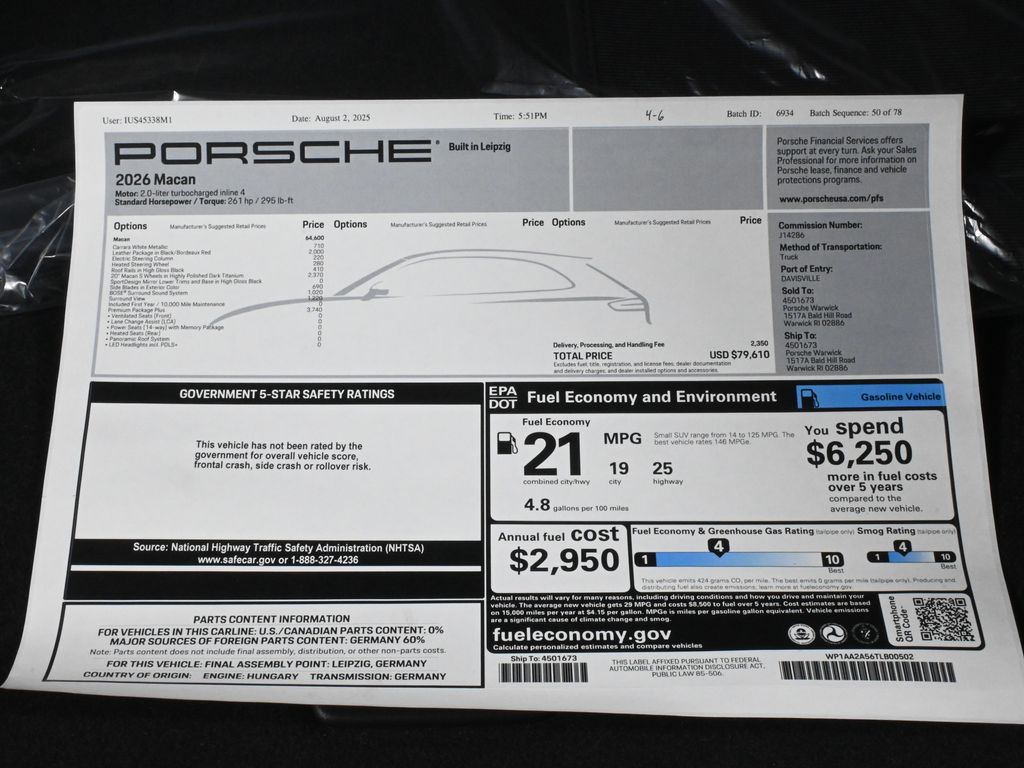 User: IUS45338M1 Date: August 2, 2025 Time: 5:51PM 4-6 Batch ID: 6934 Batch Sequence: 50 of 78
PORSCHE Built in Leipzig
2026 Macan
Motor: 2.0-liter turbocharged inline 4
Standard Horsepower / Torque: 261 hp / 295 lb-ft
Porsche Financial Services offers
support at every turn. Ask your Sales
Professional for more information on
Porsche lease, finance and vehicle
protections programs.
www.porscheusa.com/pfs
Options Manufacturer's Suggested Retail Prices Price Options Manufacturer's Suggested Retail Prices Price Options Manufacturer's Suggested Retail Prices Price
Macan 64,600
Carrara White Metallic 710
Leather Package in Black/Bordeaux Red 2,000
Electric Steering Column 220
Heated Steering Wheel 280
Roof Rails in High Gloss Black 410
20" Macan S Wheels in Highly Polished Dark Titanium 2,370
SportDesign Mirror Lower Trims and Base in High Gloss Black 0
Side Blades in Exterior Color 690
BOSE® Surround Sound System 1,020
Surround View 1,220
Included First Year / 10,000 Mile Maintenance 0
Premium Package Plus 3,740
• Ventilated Seats (Front) 0
• Lane Change Assist (LCA) 0
• Power Seats (14-way) with Memory Package 0
• Heated Seats (Rear) 0
• Panoramic Roof System 0
• LED Headlights incl. PDLS+ 0
Delivery, Processing, and Handling Fee 2,350
TOTAL PRICE USD $79,610
Excludes fuel, title, registration, and license fees; dealer documentation
and delivery charges; and dealer installed options and accessories.
Commission Number:
J14286
Method of Transportation:
Truck
Port of Entry:
DAVISVILLE
Sold To:
4501673
Porsche Warwick
1517A Bald Hill Road
Warwick RI 02886
Ship To:
4501673
Porsche Warwick
1517A Bald Hill Road
Warwick RI 02886
GOVERNMENT 5-STAR SAFETY RATINGS
This vehicle has not been rated by the
government for overall vehicle score,
frontal crash, side crash or rollover risk.
Source: National Highway Traffic Safety Administration (NHTSA)
www.safecar.gov or 1-888-327-4236
PARTS CONTENT INFORMATION
FOR VEHICLES IN THIS CARLINE: U.S./CANADIAN PARTS CONTENT: 0%
MAJOR SOURCES OF FOREIGN PARTS CONTENT: GERMANY 60%
Note: Parts content does not include final assembly, distribution, or other non-parts costs.
FOR THIS VEHICLE: FINAL ASSEMBLY POINT: LEIPZIG, GERMANY
COUNTRY OF ORIGIN: ENGINE: HUNGARY TRANSMISSION: GERMANY
EPA
DOT
Fuel Economy and Environment
Gasoline Vehicle
Fuel Economy
21 MPG
combined city/hwy
19 city
25 highway
4.8 gallons per 100 miles
Small SUV range from 14 to 125 MPG. The
best vehicle rates 146 MPGe.
You spend
$6,250
more in fuel costs
over 5 years
compared to the
average new vehicle.
Annual fuel cost
$2,950
Fuel Economy & Greenhouse Gas Rating (tailpipe only)
1 4 10
Best
Smog Rating (tailpipe only)
1 4 10
Best
This vehicle emits 424 grams CO2 per mile. The best emits 0 grams per mile (tailpipe only). Producing and
distributing fuel also create emissions; learn more at fueleconomy.gov.
Actual results will vary for many reasons, including driving conditions and how you drive and maintain your
vehicle. The average new vehicle gets 29 MPG and costs $8,500 to fuel over 5 years. Cost estimates are based
on 15,000 miles per year at $4.15 per gallon. MPGe is miles per gasoline gallon equivalent. Vehicle emissions
are a significant cause of climate change and smog.
fueleconomy.gov
Calculate personalized estimates and compare vehicles
Smartphone
QR Code™
Ship To: 4501673
THIS LABEL AFFIXED PURSUANT TO FEDERAL
AUTOMOBILE INFORMATION DISCLOSURE ACT,
PUBLIC LAW 85-506.
WP1AA2A56TLB00502